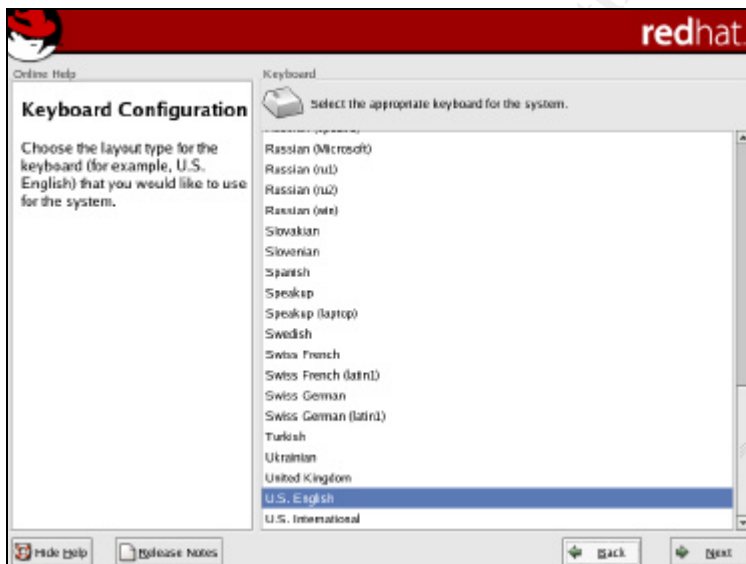 redhat.
Online Help
Keyboard Configuration
Choose the layout type for the
keyboard (for example, U.S.
English) that you would like to use
for the system.
Keyboard
Select the appropriate keyboard for the system.
Russian (Microsoft)
Russian (ru1)
Russian (ru2)
Russian (win)
Slovakian
Slovenian
Spanish
Speakup
Speakup (laptop)
Swedish
Swiss French
Swiss French (latin1)
Swiss German
Swiss German (latin1)
Turkish
Ukrainian
United Kingdom
U.S. English
U.S. International
Hide Help
Release Notes
Back
Next